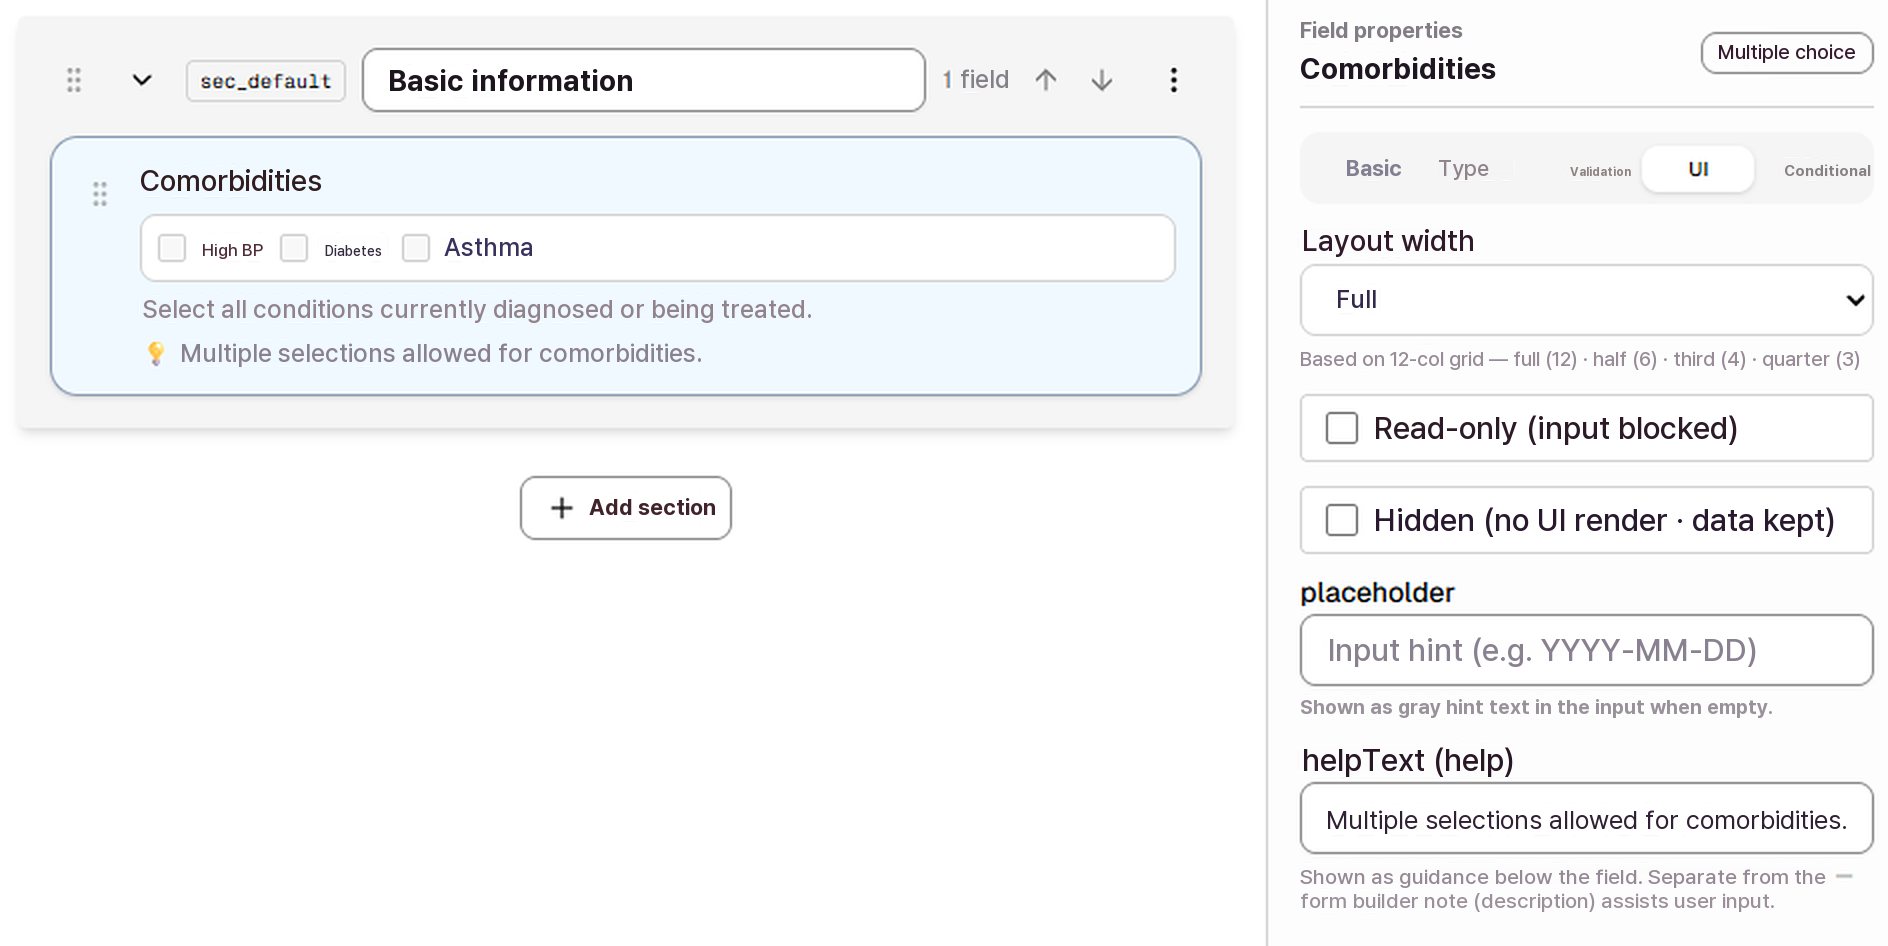 sec_default
Basic information
1 field
Comorbidities
High BP
Diabetes
Asthma
Select all conditions currently diagnosed or being treated.
💡 Multiple selections allowed for comorbidities.
+ Add section
Field properties
Comorbidities
Multiple choice
Basic
Type
Validation
UI
Conditional
Layout width
Full
Based on 12-col grid — full (12) · half (6) · third (4) · quarter (3)
Read-only (input blocked)
Hidden (no UI render · data kept)
placeholder
Input hint (e.g. YYYY-MM-DD)
Shown as gray hint text in the input when empty.
helpText (help)
Multiple selections allowed for comorbidities.
Shown as guidance below the field. Separate from the —
form builder note (description) assists user input.